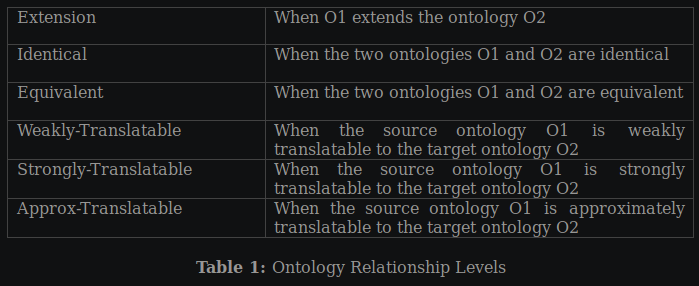 Extension
When O1 extends the ontology O2
Identical
When the two ontologies O1 and O2 are identical
Equivalent
When the two ontologies O1 and O2 are equivalent
Weakly-Translatable
When the source ontology O1 is weakly
translatable to the target ontology O2
Strongly-Translatable
When the source ontology O1 is strongly
translatable to the target ontology O2
Approx-Translatable
When the source ontology O1 is approximately
translatable to the target ontology O2
Table 1: Ontology Relationship Levels